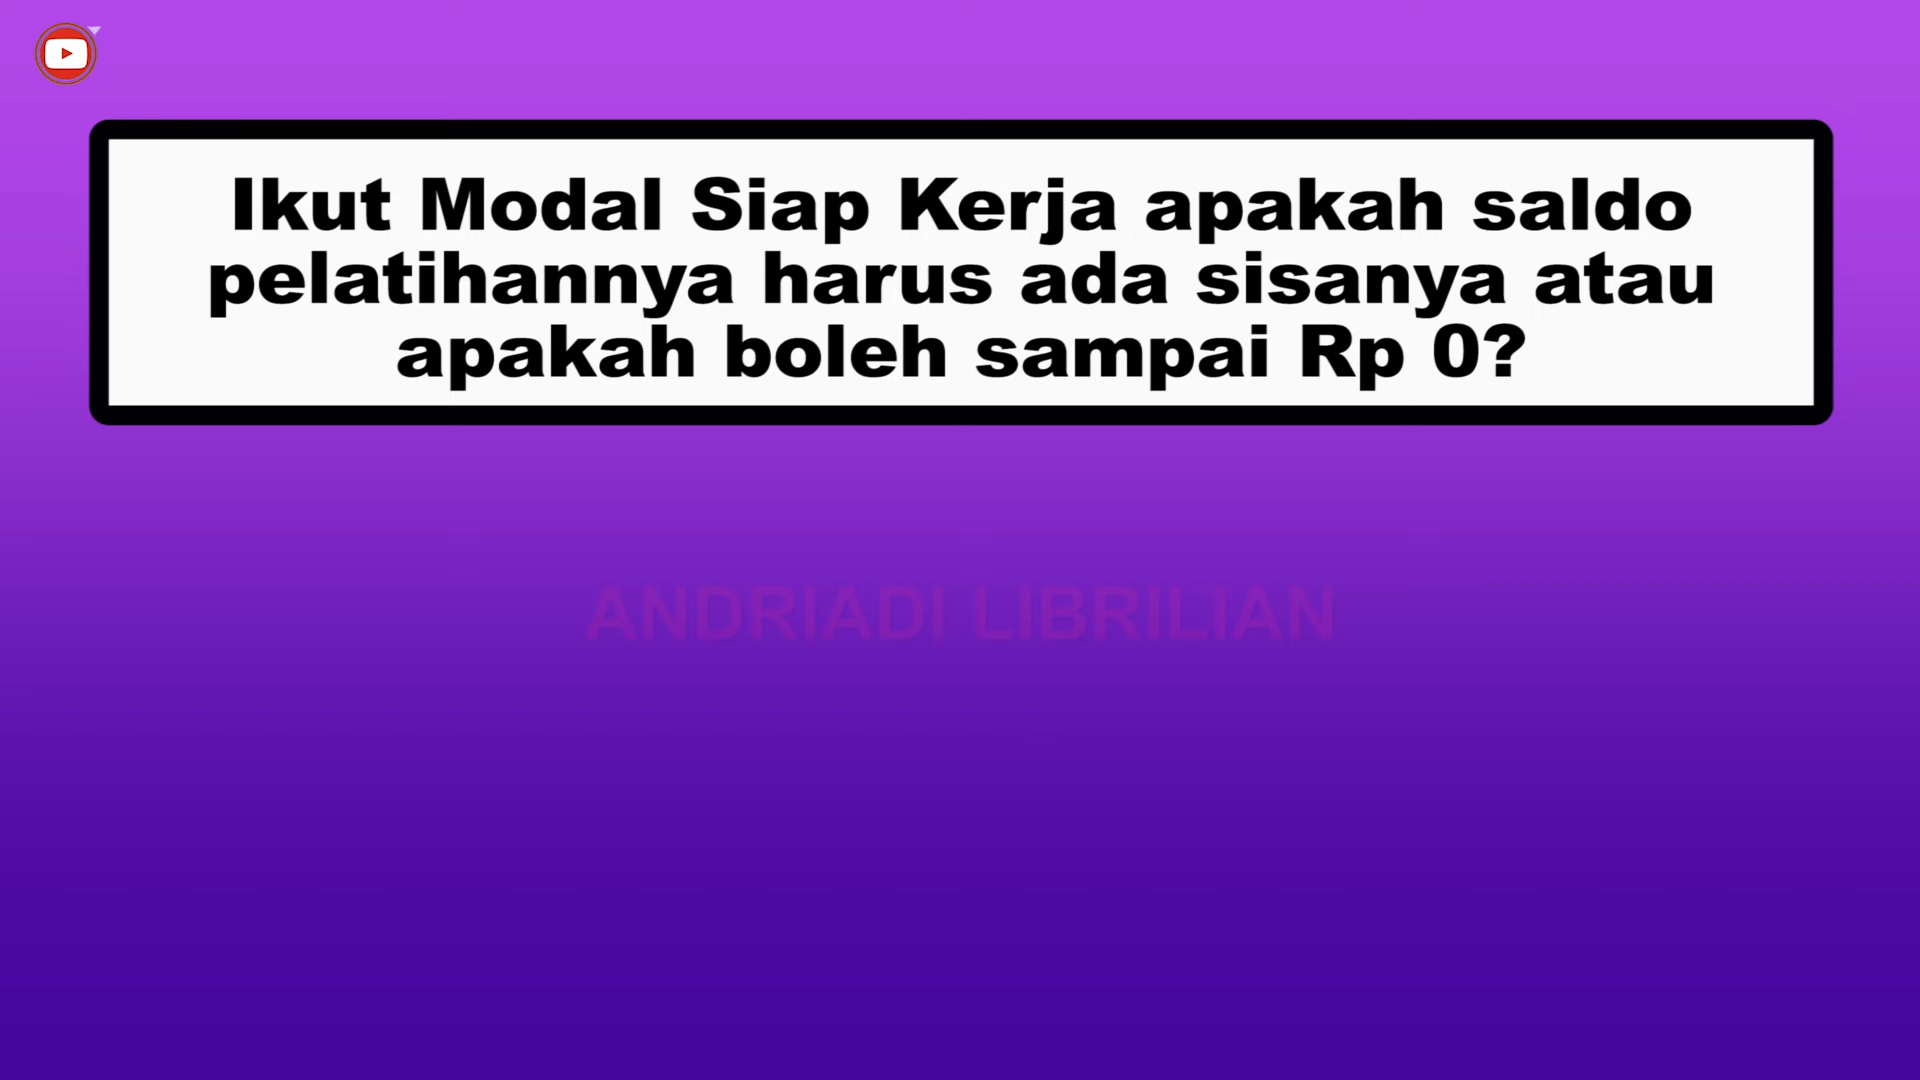 Ikut Modal Siap Kerja apakah saldo
pelatihannya harus ada sisanya atau
apakah boleh sampai Rp 0?
ANDRIADI LIBRILIAN